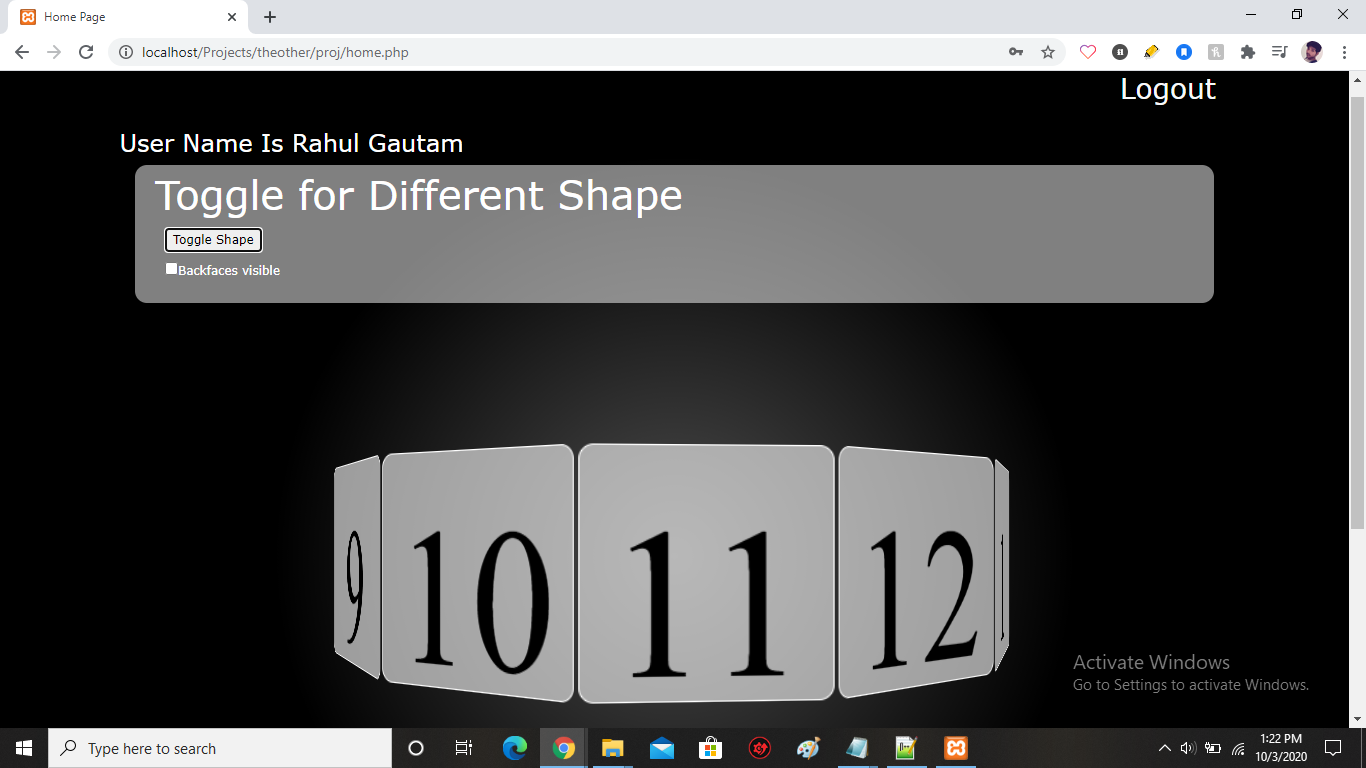 Home Page
localhost/Projects/theother/proj/home.php
Logout
User Name Is Rahul Gautam
Toggle for Different Shape
Toggle Shape
Backfaces visible
9 10 11 12 1
Activate Windows
Go to Settings to activate Windows.
Type here to search
1:22 PM
10/3/2020